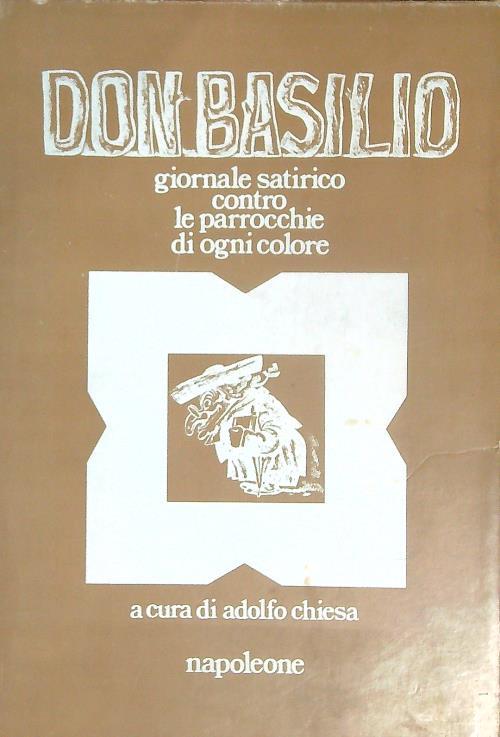 DON BASILIO
giornale satirico
contro
le parrocchie
di ogni colore
a cura di adolfo chiesa
napoleone